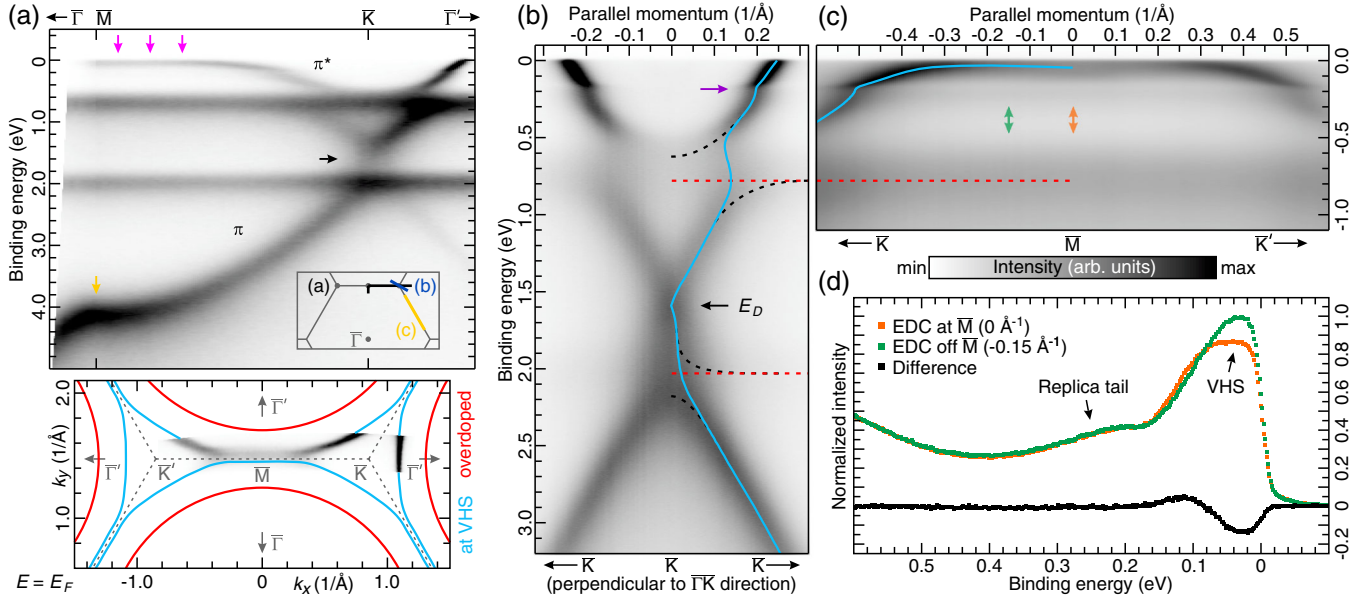 (a)
← Γ̅ M̅ K̅ Γ̅′ →
π*
π
Binding energy (eV)
0
1.0
2.0
3.0
4.0
(a)
(b)
(c)
Γ̅
k_y (1/Å)
2.0
1.0
Γ̅′
Γ̅′
K̅′
M̅
K̅
Γ̅′
Γ̅
at VHS
overdoped
E = E_F
-1.0
0
1.0
k_x (1/Å)
(b)
Parallel momentum (1/Å)
-0.2 -0.1 0 0.1 0.2
Binding energy (eV)
0
0.5
1.0
1.5
2.0
2.5
3.0
E_D
K̅ K̅ K̅
(perpendicular to Γ̅K̅ direction)
(c)
Parallel momentum (1/Å)
-0.4 -0.3 -0.2 -0.1 0 0.1 0.2 0.3 0.5
0.0
-0.5
-1.0
K̅ M̅ K̅′
min Intensity (arb. units) max
(d)
EDC at M̅ (0 Å⁻¹)
EDC off M̅ (-0.15 Å⁻¹)
Difference
Replica tail
VHS
Normalized intensity
1.0
0.8
0.6
0.4
0.2
0
-0.2
0.5 0.4 0.3 0.2 0.1 0
Binding energy (eV)